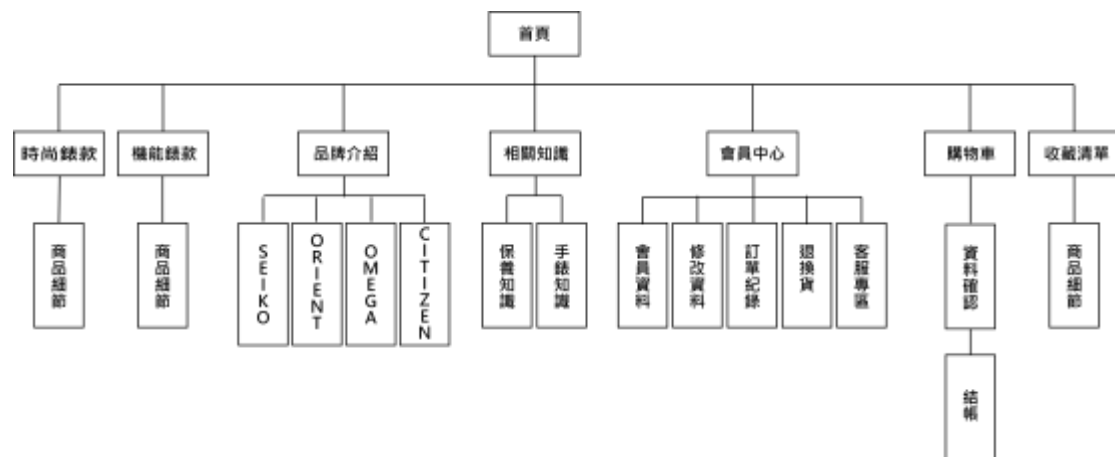 首頁
時尚錶款
機能錶款
品牌介紹
相關知識
會員中心
購物車
收藏清單
商品細節
商品細節
SEIKO
ORIENT
OMEGA
CITIZEN
保養知識
手錶知識
會員資料
修改資料
訂單紀錄
退換貨
客服專區
資料確認
商品細節
結帳